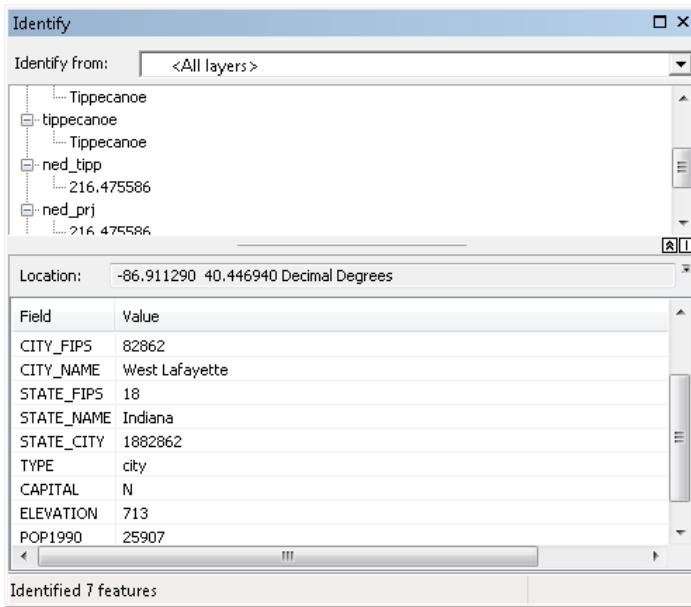 Identify
Identify from: <All layers>
Tippecanoe
tippecanoe
Tippecanoe
ned_tipp
216.475586
ned_prj
216.475586
Location: -86.911290 40.446940 Decimal Degrees
Field Value
CITY_FIPS 82862
CITY_NAME West Lafayette
STATE_FIPS 18
STATE_NAME Indiana
STATE_CITY 1882862
TYPE city
CAPITAL N
ELEVATION 713
POP1990 25907
Identified 7 features